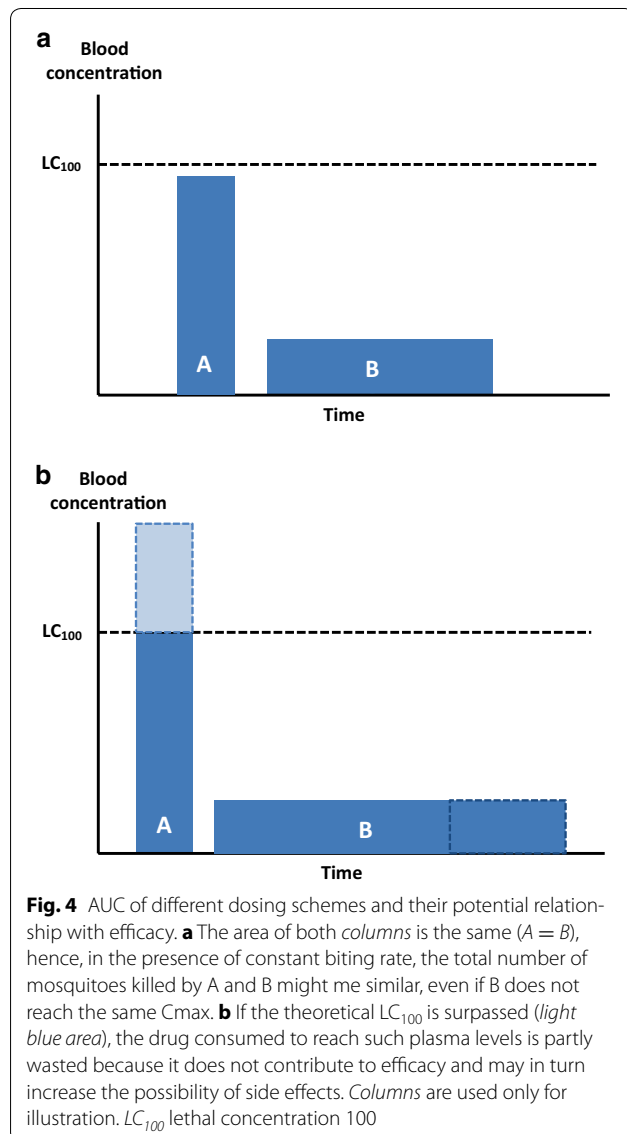 a
Blood
concentration
LC100
A
B
Time
b
Blood
concentration
LC100
A
B
Time
Fig. 4 AUC of different dosing schemes and their potential relation-
ship with efficacy. a The area of both columns is the same (A = B),
hence, in the presence of constant biting rate, the total number of
mosquitoes killed by A and B might me similar, even if B does not
reach the same Cmax. b If the theoretical LC100 is surpassed (light
blue area), the drug consumed to reach such plasma levels is partly
wasted because it does not contribute to efficacy and may in turn
increase the possibility of side effects. Columns are used only for
illustration. LC100 lethal concentration 100